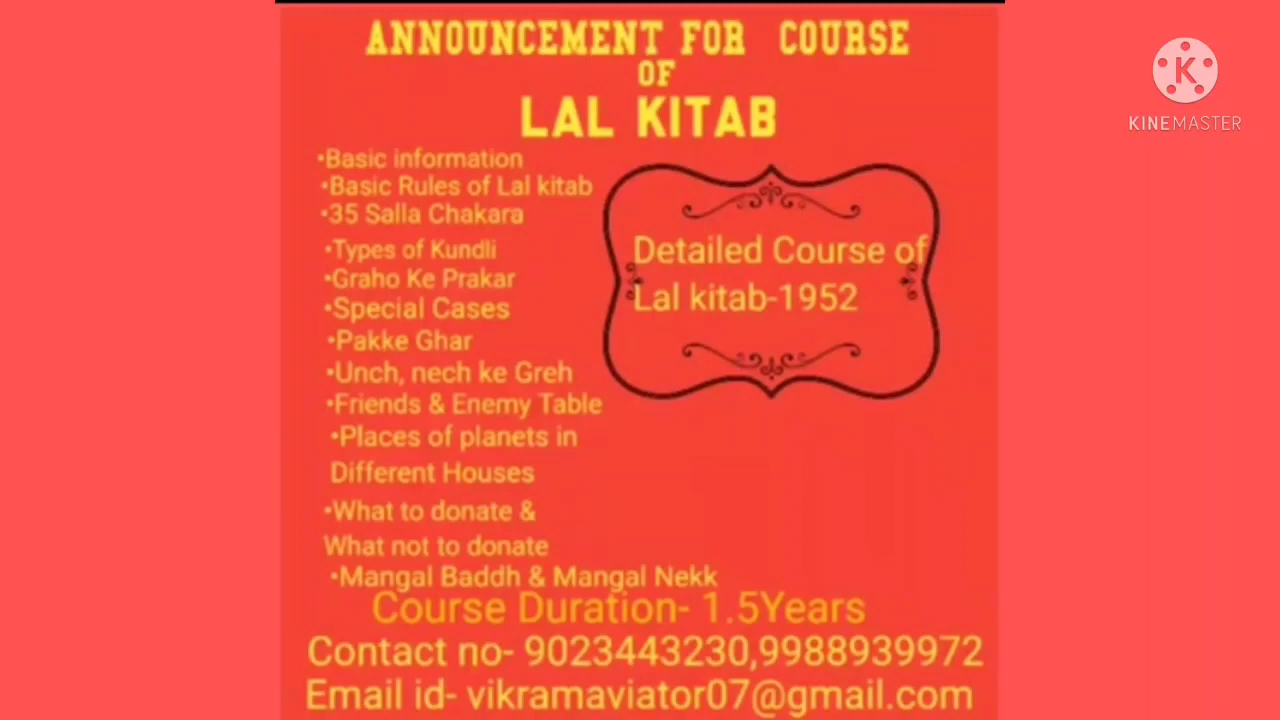 ANNOUNCEMENT FOR COURSE
OF
LAL KITAB
•Basic information
•Basic Rules of Lal kitab
•35 Salla Chakara
•Types of Kundli
•Graho Ke Prakar
•Special Cases
•Pakke Ghar
•Unch, nech ke Greh
•Friends & Enemy Table
•Places of planets in
Different Houses
•What to donate &
What not to donate
•Mangal Baddh & Mangal Nekk
Detailed Course of
Lal kitab-1952
Course Duration- 1.5Years
Contact no- 9023443230,9988939972
Email id- vikramaviator07@gmail.com
K
KINEMASTER